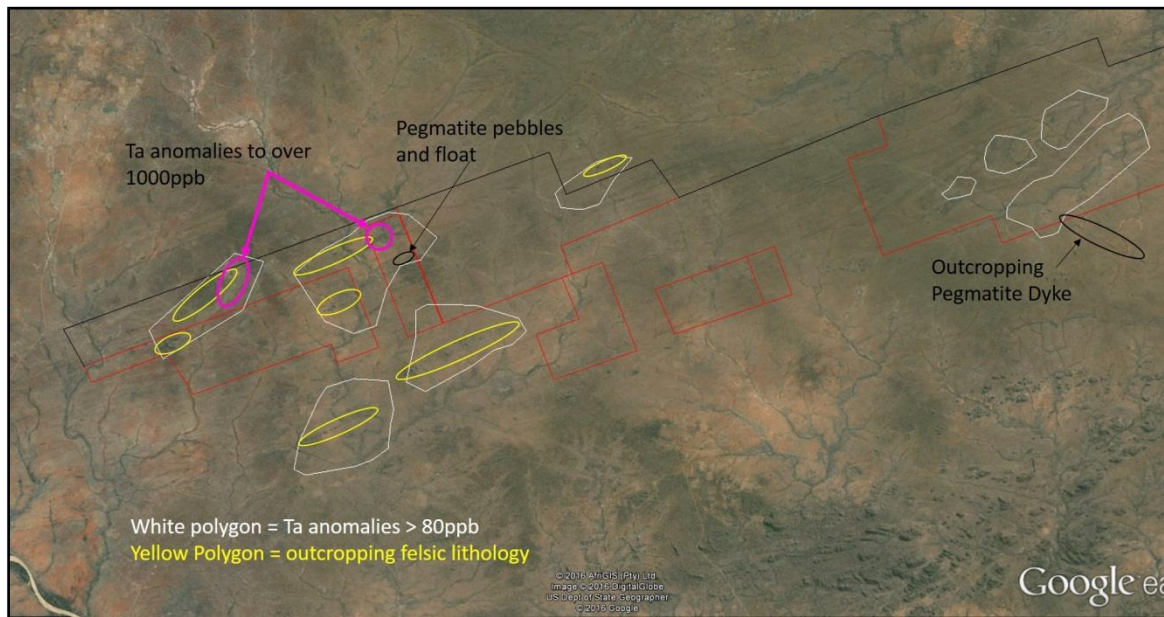 Ta anomalies to over
1000ppb
Pegmatite pebbles
and float
Outcropping
Pegmatite Dyke
White polygon = Ta anomalies > 80ppb
Yellow Polygon = outcropping felsic lithology
© 2016 AfriGIS (Pty) Ltd.
Image © 2016 DigitalGlobe
US Dept of State Geographer
© 2016 Google
Google ea